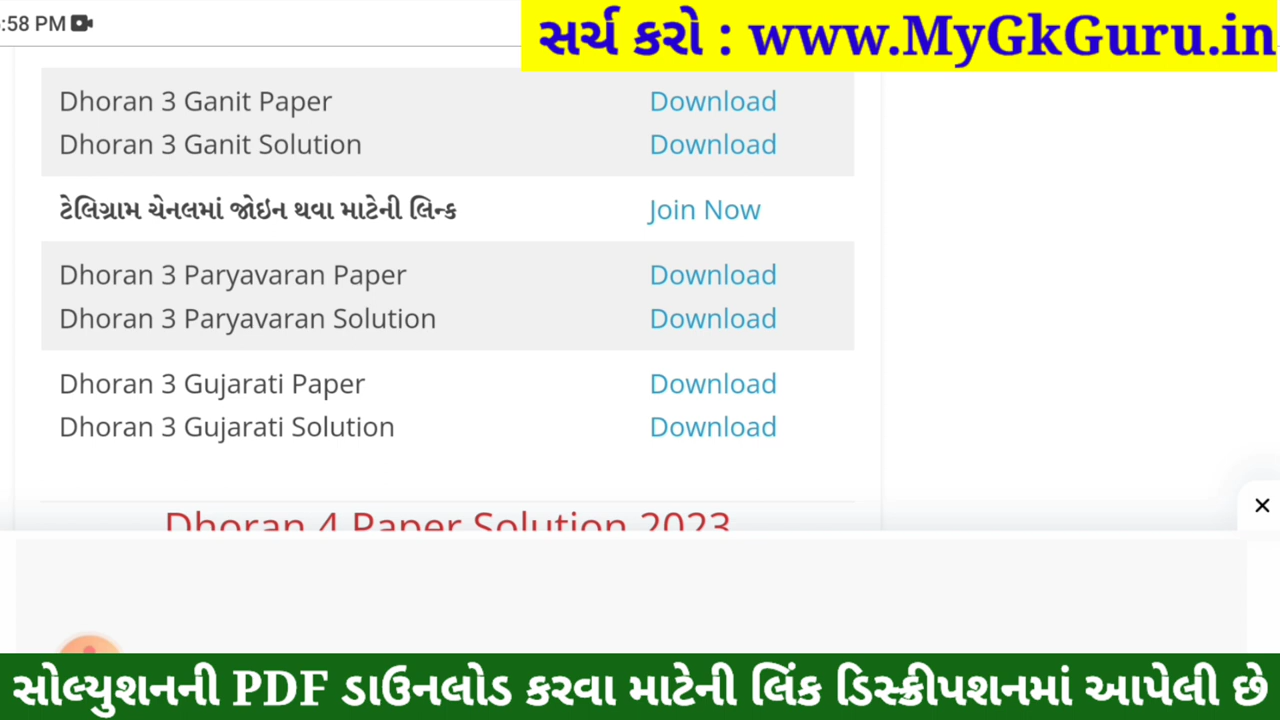 :58 PM
સર્ચ કરો : www.MyGkGuru.in
Dhoran 3 Ganit Paper Download
Dhoran 3 Ganit Solution Download
ટેલિગ્રામ ચેનલમાં જોઇન થવા માટેની લિન્ક Join Now
Dhoran 3 Paryavaran Paper Download
Dhoran 3 Paryavaran Solution Download
Dhoran 3 Gujarati Paper Download
Dhoran 3 Gujarati Solution Download
Dhoran 4 Paper Solution 2023
સોલ્યુશનની PDF ડાઉનલોડ કરવા માટેની લિંક ડિસ્ક્રીપશનમાં આપેલી છે